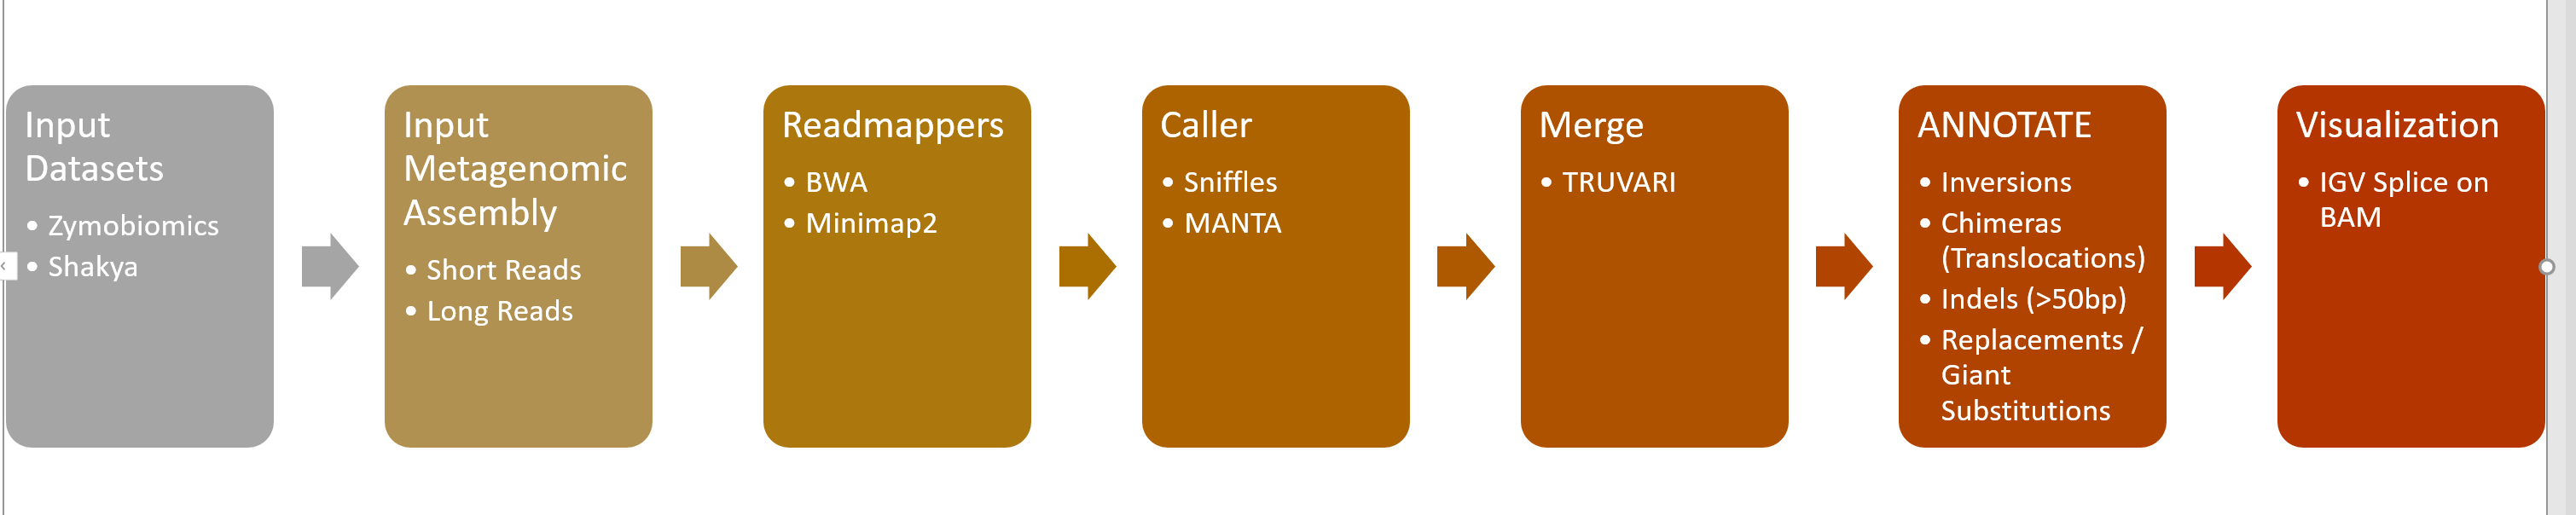 Input
Datasets
• Zymobiomics
• Shakya
Input
Metagenomic
Assembly
• Short Reads
• Long Reads
Readmappers
• BWA
• Minimap2
Caller
• Sniffles
• MANTA
Merge
• TRUVARI
ANNOTATE
• Inversions
• Chimeras
(Translocations)
• Indels (>50bp)
• Replacements /
Giant
Substitutions
Visualization
• IGV Splice on
BAM